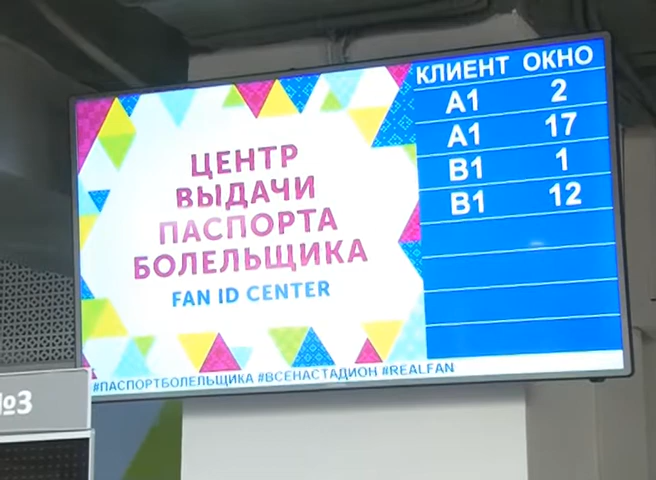 ЦЕНТР
ВЫДАЧИ
ПАСПОРТА
БОЛЕЛЬЩИКА
FAN ID CENTER
КЛИЕНТ ОКНО
A1 2
A1 17
B1 1
B1 12
#ПАСПОРТБОЛЕЛЬЩИКА #ВСЕНАСТАДИОН #REALFAN
№3